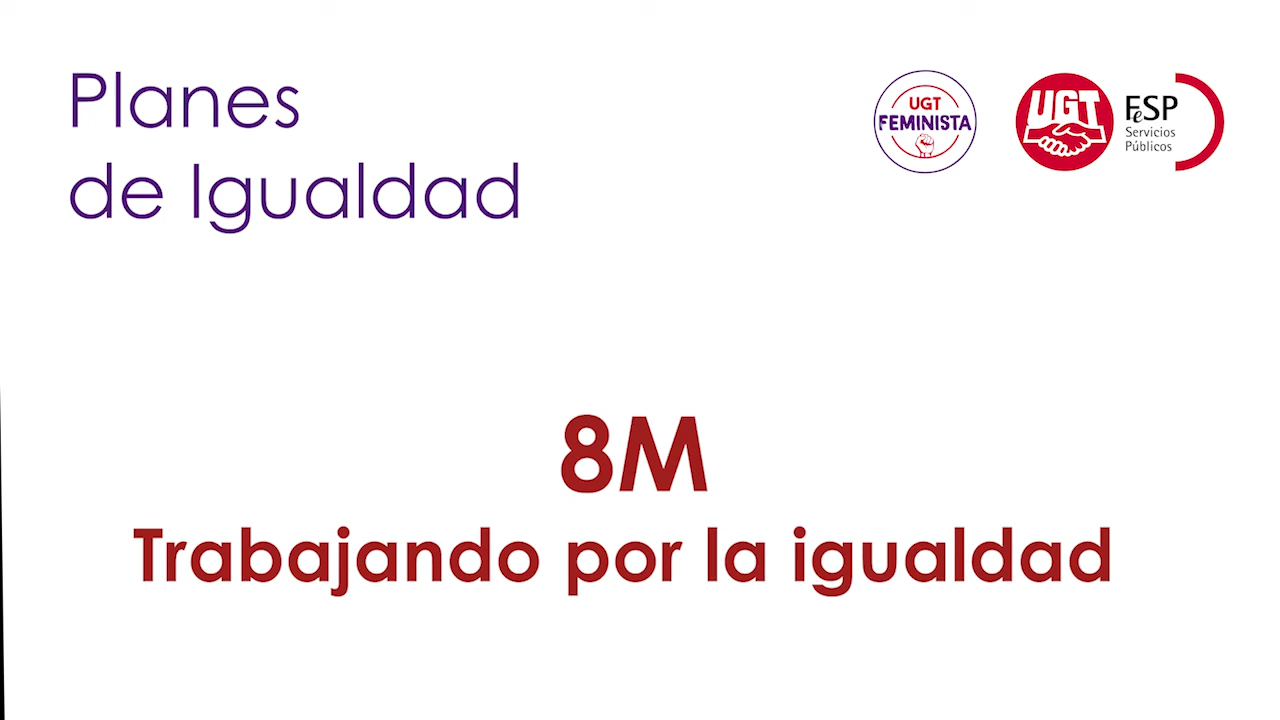 Planes
de Igualdad
UGT
FEMINISTA
UGT
FeSP
Servicios
Públicos
8M
Trabajando por la igualdad